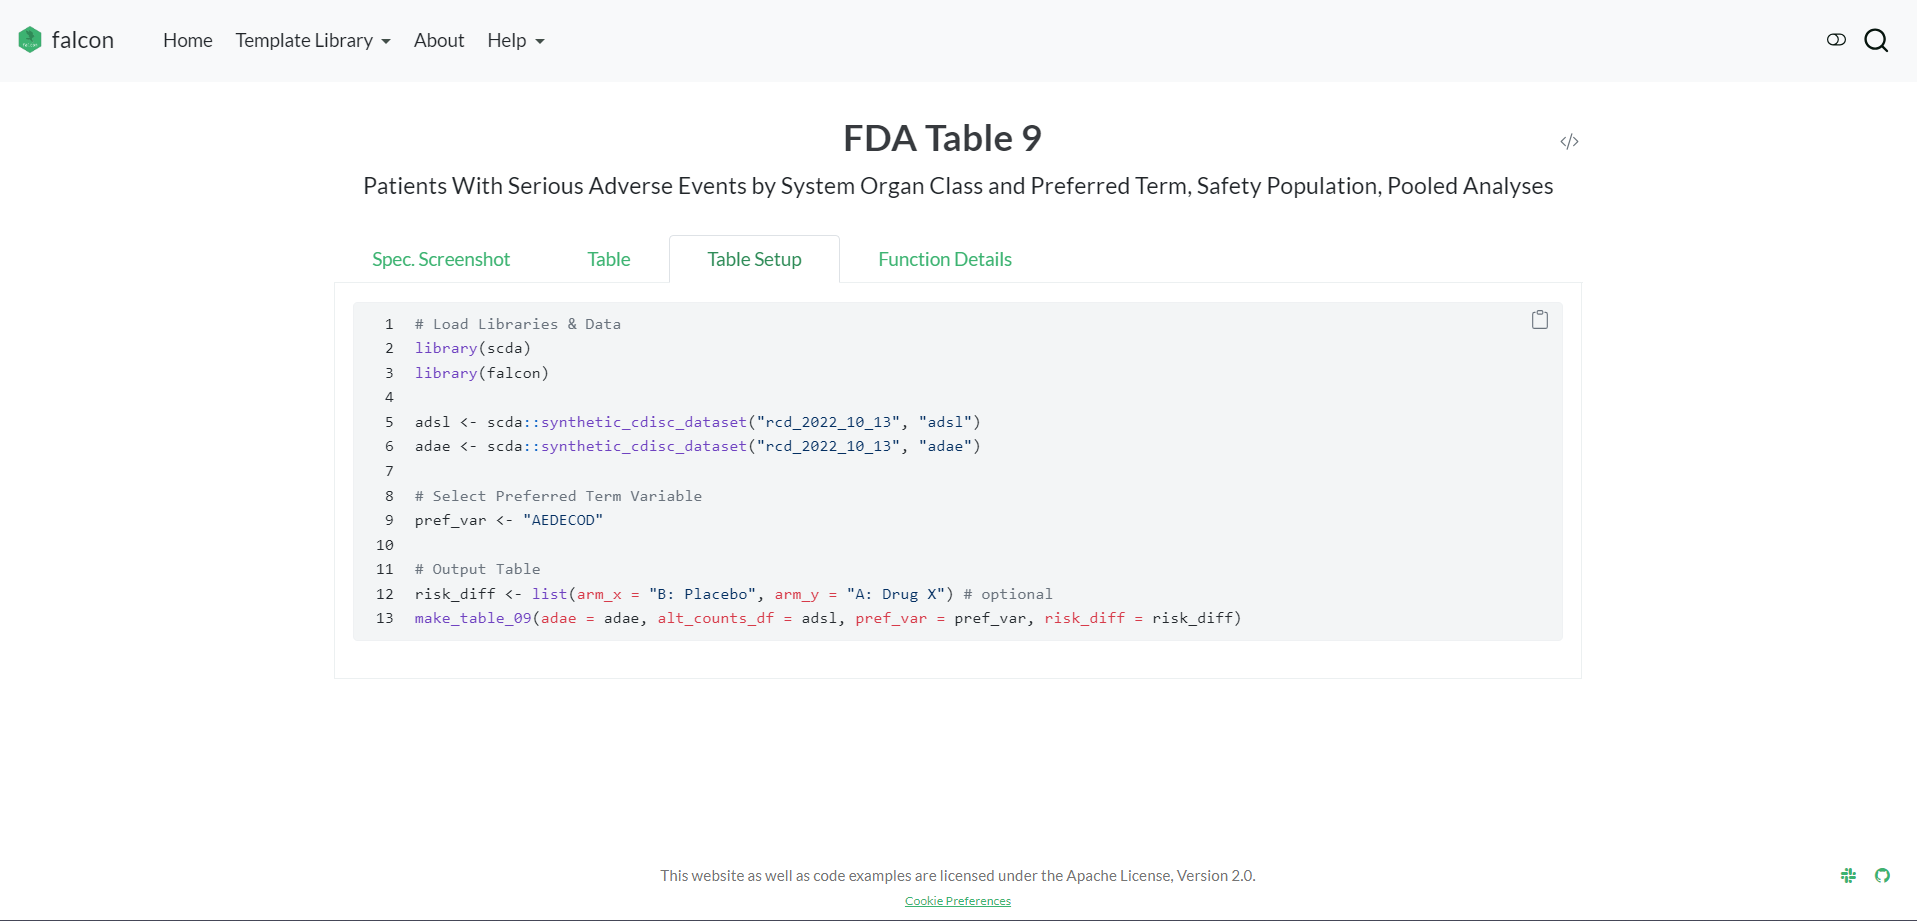 falcon
Home Template Library About Help
FDA Table 9
</>
Patients With Serious Adverse Events by System Organ Class and Preferred Term, Safety Population, Pooled Analyses
Spec. Screenshot Table Table Setup Function Details
1 # Load Libraries & Data
2 library(scda)
3 library(falcon)
4
5 adsl <- scda::synthetic_cdisc_dataset("rcd_2022_10_13", "adsl")
6 adae <- scda::synthetic_cdisc_dataset("rcd_2022_10_13", "adae")
7
8 # Select Preferred Term Variable
9 pref_var <- "AEDECOD"
10
11 # Output Table
12 risk_diff <- list(arm_x = "B: Placebo", arm_y = "A: Drug X") # optional
13 make_table_09(adae = adae, alt_counts_df = adsl, pref_var = pref_var, risk_diff = risk_diff)
This website as well as code examples are licensed under the Apache License, Version 2.0.
Cookie Preferences